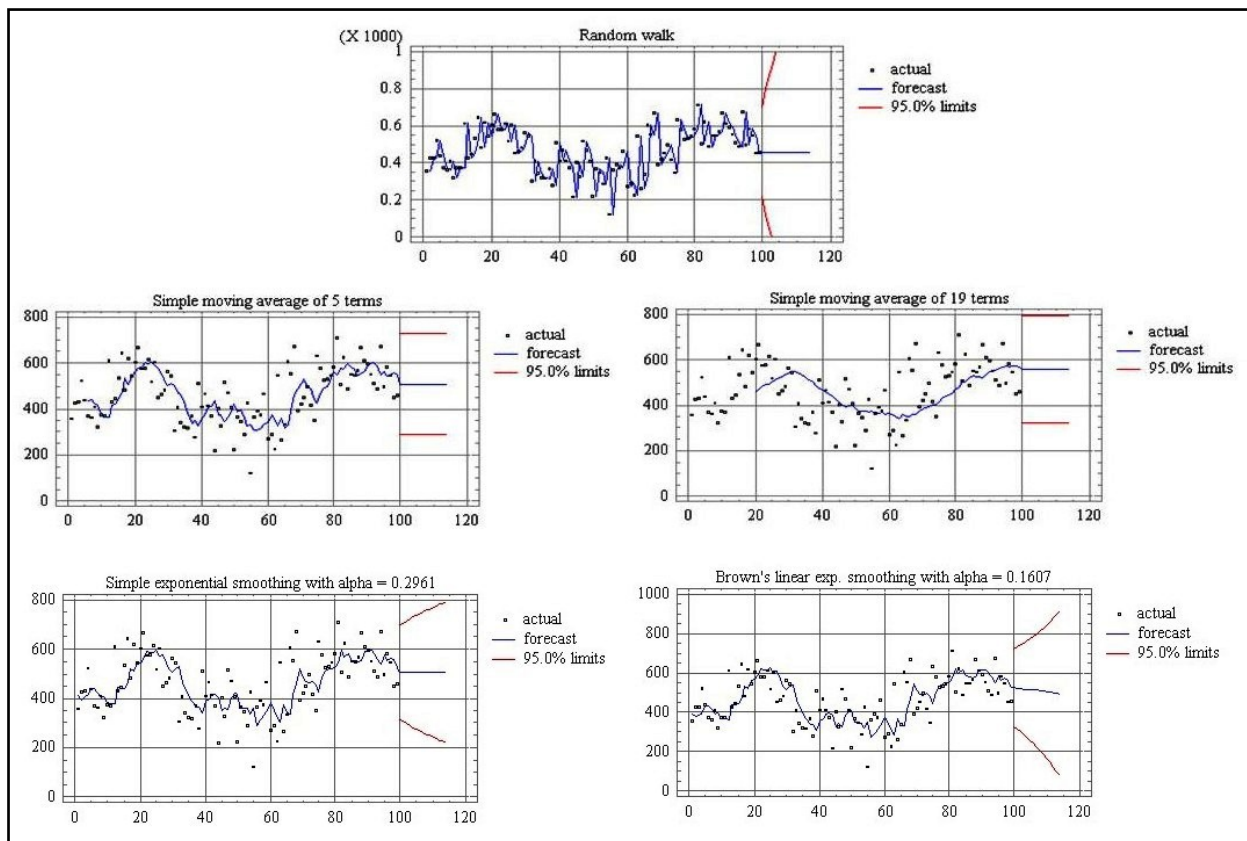 (X 1000)
Random walk
1
0.8
0.6
0.4
0.2
0
0 20 40 60 80 100 120
actual
forecast
95.0% limits
Simple moving average of 5 terms
800
600
400
200
0
0 20 40 60 80 100 120
actual
forecast
95.0% limits
Simple moving average of 19 terms
800
600
400
200
0
0 20 40 60 80 100 120
actual
forecast
95.0% limits
Simple exponential smoothing with alpha = 0.2961
800
600
400
200
0
0 20 40 60 80 100 120
actual
forecast
95.0% limits
Brown's linear exp. smoothing with alpha = 0.1607
1000
800
600
400
200
0
0 20 40 60 80 100 120
actual
forecast
95.0% limits